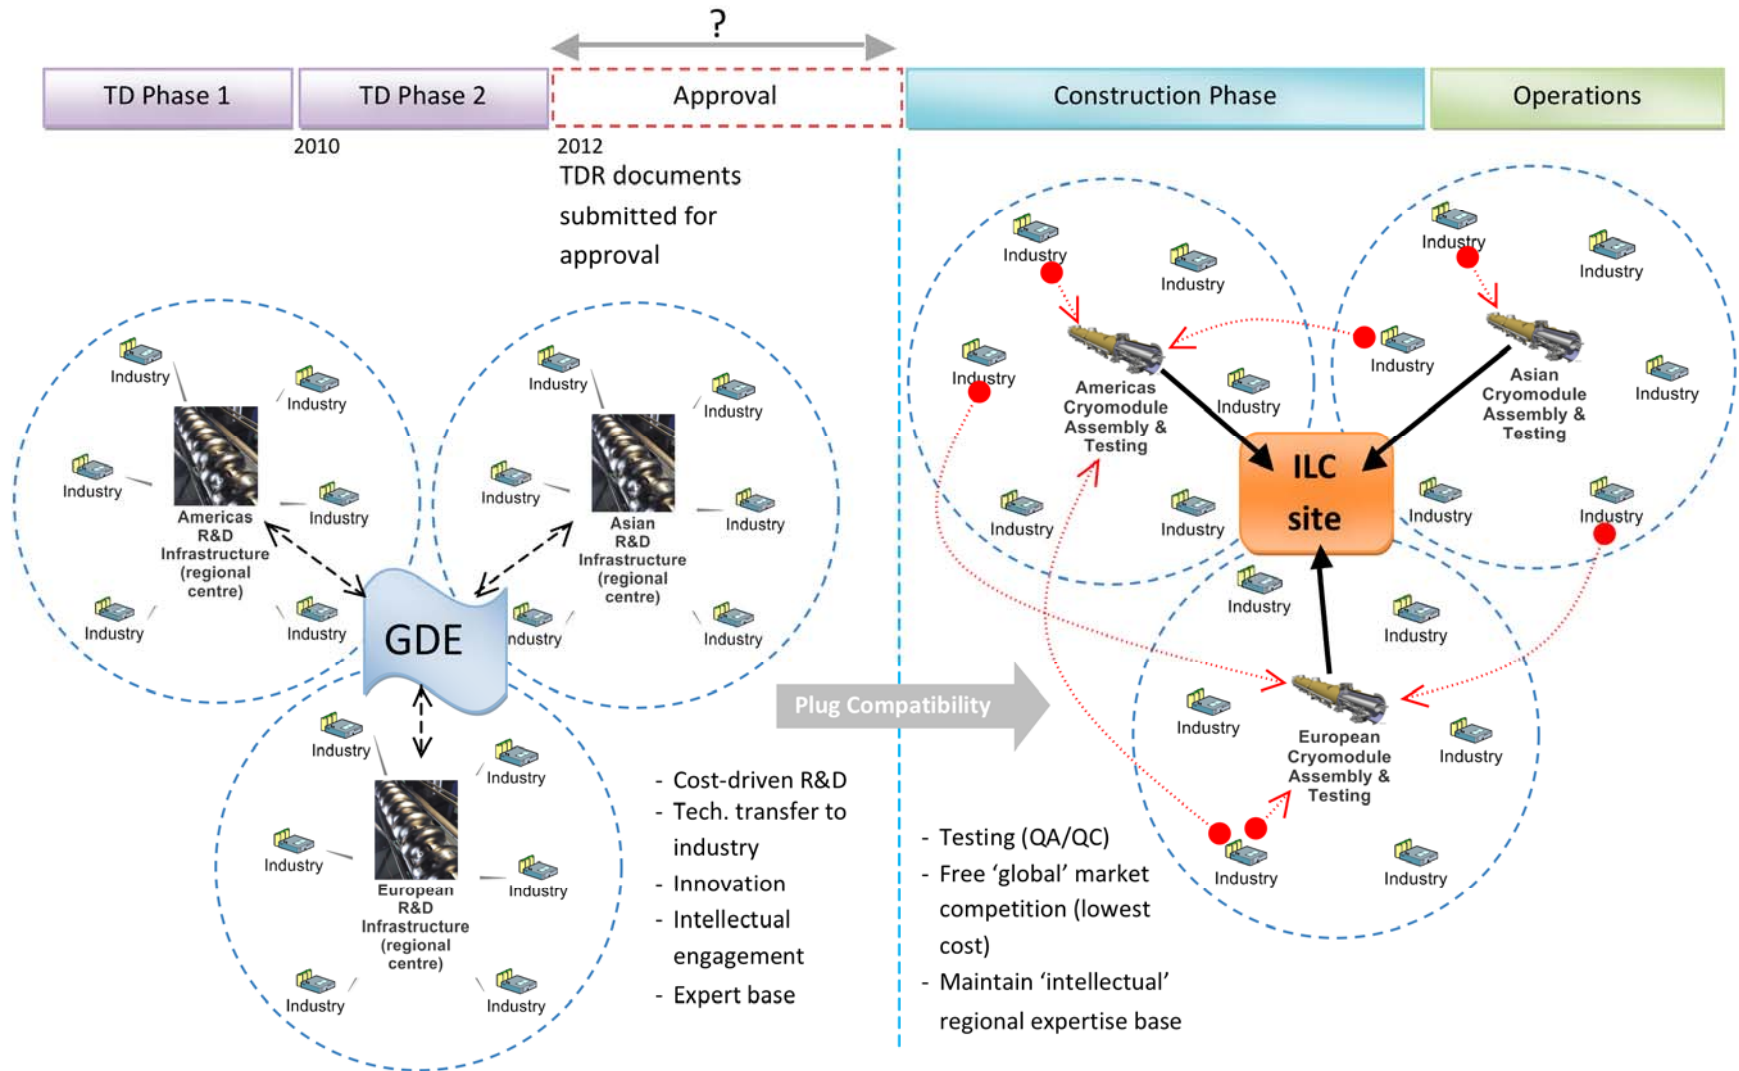 ?
TD Phase 1
TD Phase 2
Approval
Construction Phase
Operations
2010
2012
TDR documents
submitted for
approval
Industry
Industry
Industry
Industry
Industry
Industry
Americas
R&D
Infrastructure
(regional
centre)
Industry
Industry
Industry
Industry
Industry
Asian
R&D
Infrastructure
(regional
centre)
ndustry
GDE
Industry
Industry
Industry
Industry
Industry
Industry
European
R&D
Infrastructure
(regional
centre)
- Cost-driven R&D
- Tech. transfer to
industry
- Innovation
- Intellectual
engagement
- Expert base
Plug Compatibility
Industry
Industry
Industry
Industry
Industry
Industry
Americas
Cryomodule
Assembly &
Testing
Industry
Industry
Industry
Industry
Industry
Industry
Asian
Cryomodule
Assembly &
Testing
ILC
site
Industry
Industry
Industry
Industry
Industry
Industry
European
Cryomodule
Assembly &
Testing
- Testing (QA/QC)
- Free ‘global’ market
competition (lowest
cost)
- Maintain ‘intellectual’
regional expertise base